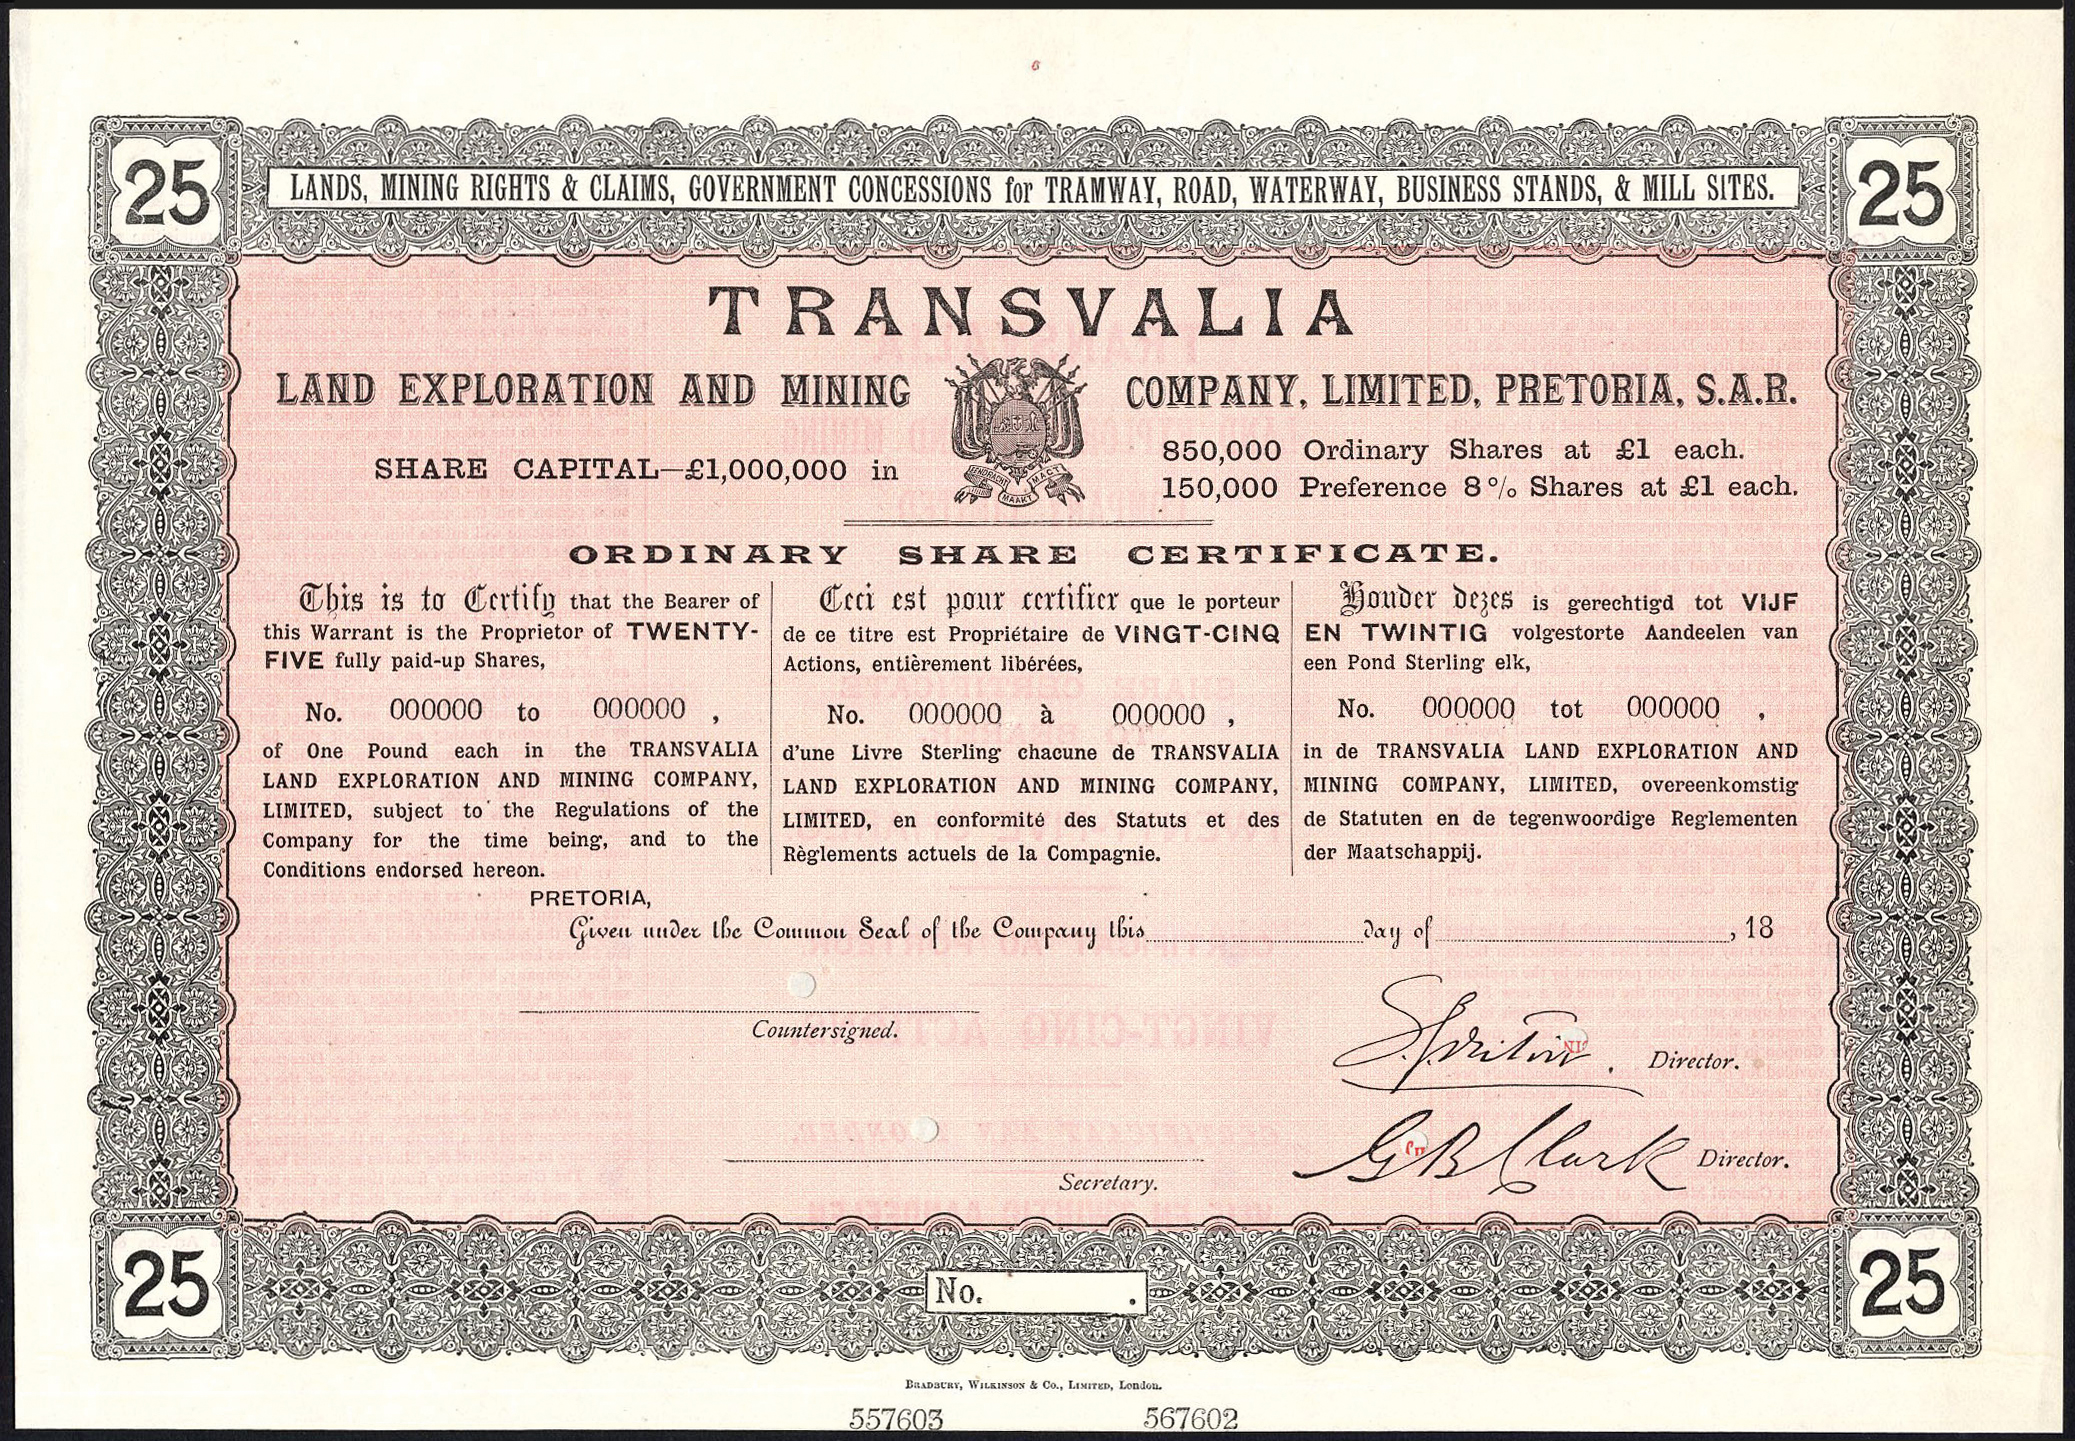 25
LANDS, MINING RIGHTS & CLAIMS, GOVERNMENT CONCESSIONS for TRAMWAY, ROAD, WATERWAY, BUSINESS STANDS, & MILL SITES.
25
TRANSVALIA
LAND EXPLORATION AND MINING COMPANY, LIMITED, PRETORIA, S.A.R.
EENDRACHT MAAKT MAGT
SHARE CAPITAL—£1,000,000 in
850,000 Ordinary Shares at £1 each.
150,000 Preference 8% Shares at £1 each.
ORDINARY SHARE CERTIFICATE.
This is to Certify that the Bearer of
this Warrant is the Proprietor of TWENTY-
FIVE fully paid-up Shares,
No. 000000 to 000000 ,
of One Pound each in the TRANSVALIA
LAND EXPLORATION AND MINING COMPANY,
LIMITED, subject to the Regulations of the
Company for the time being, and to the
Conditions endorsed hereon.
Ceci est pour certifier que le porteur
de ce titre est Propriétaire de VINGT-CINQ
Actions, entièrement libérées,
No. 000000 à 000000 ,
d'une Livre Sterling chacune de TRANSVALIA
LAND EXPLORATION AND MINING COMPANY,
LIMITED, en conformité des Statuts et des
Règlements actuels de la Compagnie.
Houder dezes is gerechtigd tot VIJF
EN TWINTIG volgestorte Aandeelen van
een Pond Sterling elk,
No. 000000 tot 000000 ,
in de TRANSVALIA LAND EXPLORATION AND
MINING COMPANY, LIMITED, overeenkomstig
de Statuten en de tegenwoordige Reglementen
der Maatschappij.
PRETORIA,
Given under the Common Seal of the Company this day of , 18
Countersigned.
Director.
G B Clark Director.
Secretary.
25
No. .
25
BRADBURY, WILKINSON & Co., LIMITED, London.
557603 567602